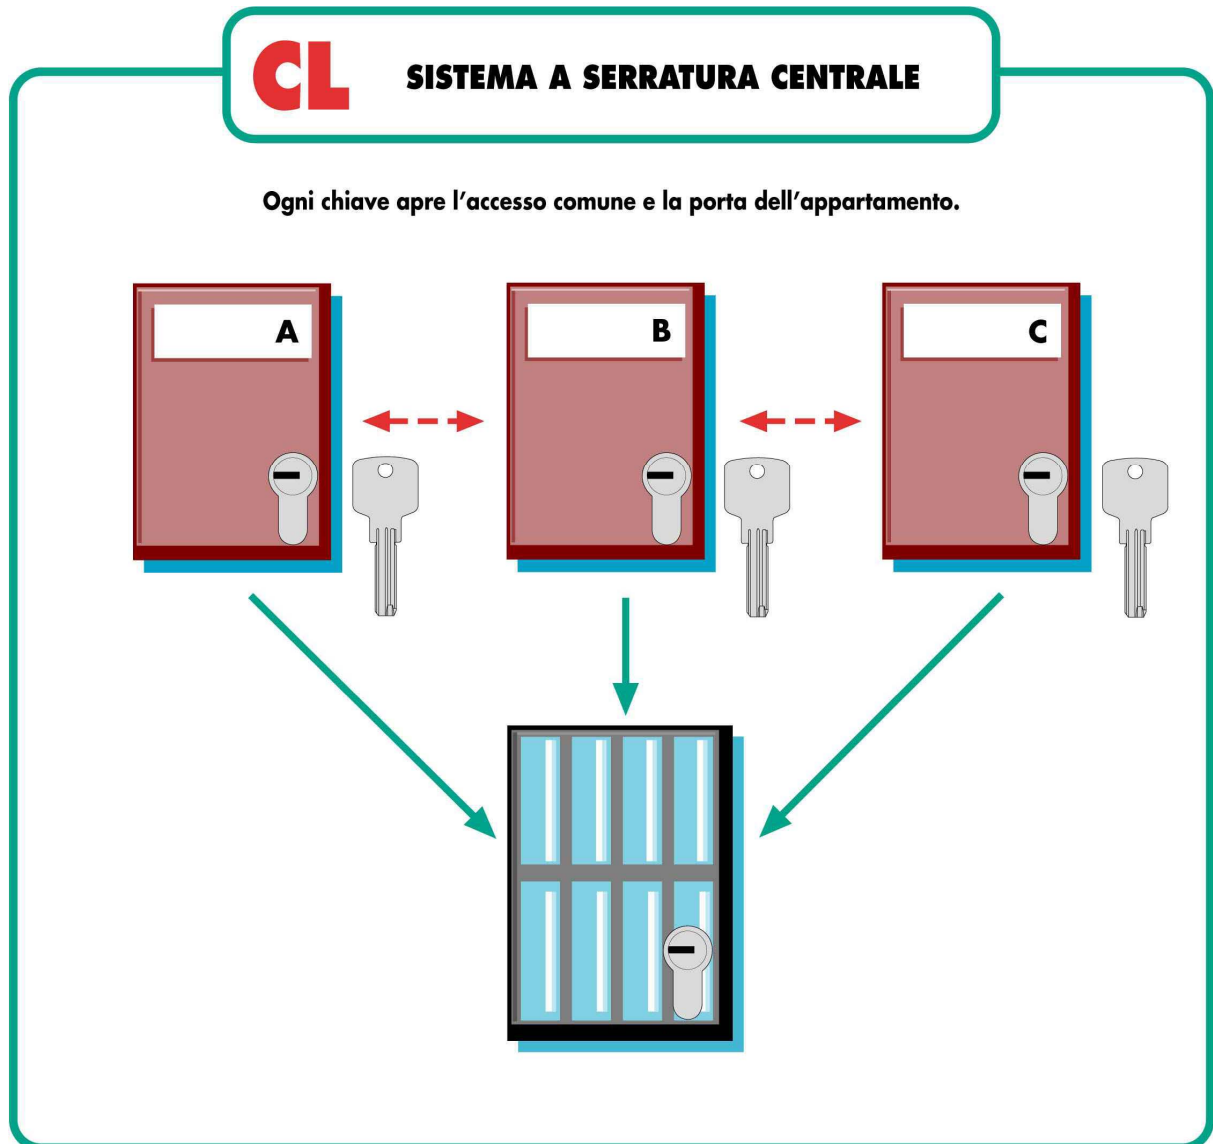 CL SISTEMA A SERRATURA CENTRALE
Ogni chiave apre l'accesso comune e la porta dell'appartamento.
A B C